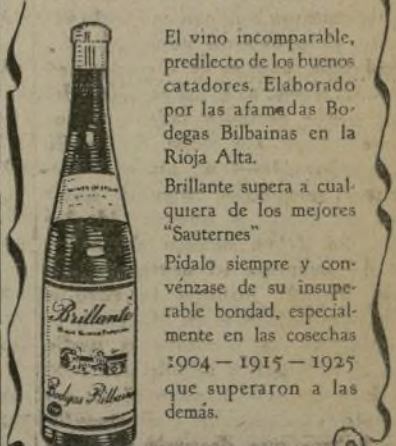 El vino incomparable,
predilecto de los buenos
catadores. Elaborado
por las afamadas Bo-
degas Bilbainas en la
Rioja Alta.
Brillante supera a cual-
quiera de los mejores
"Sauternes"
Pídalo siempre y con-
vénzase de su insupe-
rable bondad, especial-
mente en las cosechas
1904 — 1915 — 1925
que superaron a las
demás.
Brillante
Bodegas Bilbainas